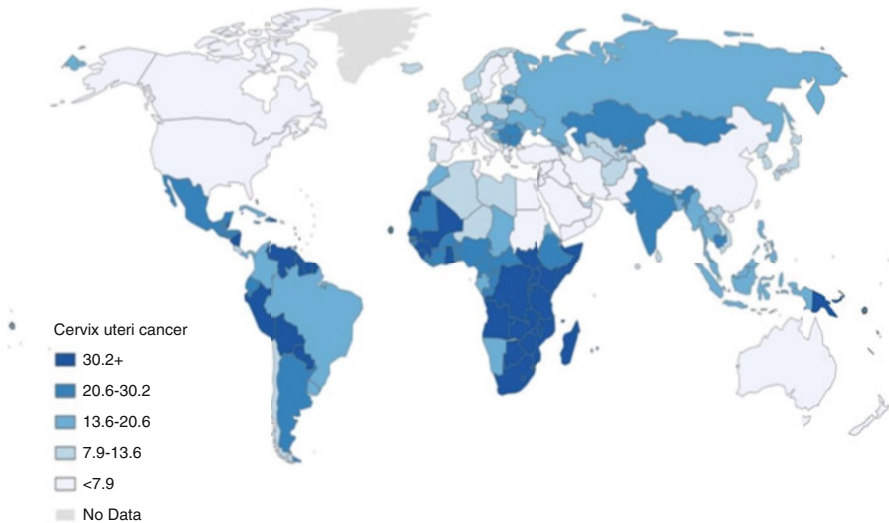 Cervix uteri cancer
30.2+
20.6-30.2
13.6-20.6
7.9-13.6
<7.9
No Data